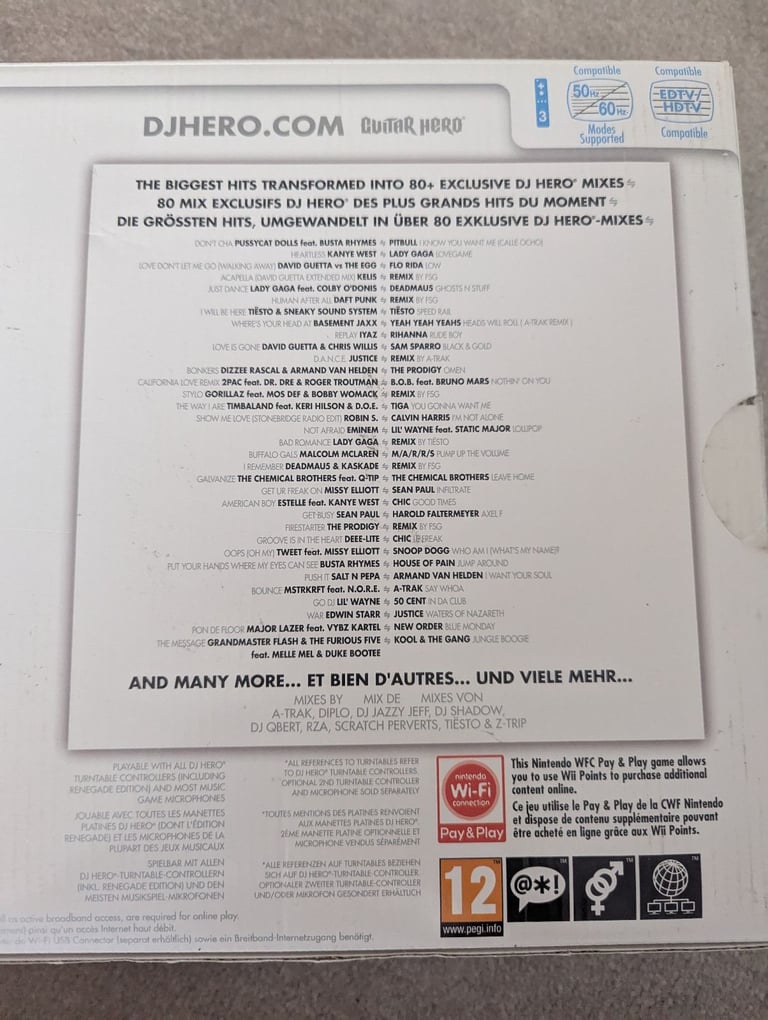 Compatible
Compatible
50Hz
60Hz
EDTV/
HDTV
3
Modes
Supported
Compatible
DJHERO.COM GUITAR HERO®
THE BIGGEST HITS TRANSFORMED INTO 80+ EXCLUSIVE DJ HERO® MIXES
80 MIX EXCLUSIFS DJ HERO® DES PLUS GRANDS HITS DU MOMENT
DIE GRÖSSTEN HITS, UMGEWANDELT IN ÜBER 80 EXKLUSIVE DJ HERO®-MIXES
DON'T CHA PUSSYCAT DOLLS feat. BUSTA RHYMES PITBULL I KNOW YOU WANT ME (CALLE OCHO)
HEARTLESS KANYE WEST LADY GAGA LOVEGAME
LOVE DON'T LET ME GO (WALKING AWAY) DAVID GUETTA vs THE EGG FLO RIDA LOW
ACAPELLA (DAVID GUETTA EXTENDED MIX) KELIS REMIX BY FSG
JUST DANCE LADY GAGA feat. COLBY O'DONIS DEADMAU5 GHOSTS N STUFF
HUMAN AFTER ALL DAFT PUNK REMIX BY FSG
I WILL BE HERE TIËSTO & SNEAKY SOUND SYSTEM TIËSTO SPEED RAIL
WHERE'S YOUR HEAD AT BASEMENT JAXX YEAH YEAH YEAHS HEADS WILL ROLL (A-TRAK REMIX)
REPLAY IYAZ RIHANNA RUDE BOY
LOVE IS GONE DAVID GUETTA & CHRIS WILLIS SAM SPARRO BLACK & GOLD
D.A.N.C.E. JUSTICE REMIX BY A-TRAK
BONKERS DIZZEE RASCAL & ARMAND VAN HELDEN THE PRODIGY OMEN
CALIFORNIA LOVE REMIX 2PAC feat. DR. DRE & ROGER TROUTMAN B.O.B. feat. BRUNO MARS NOTHIN' ON YOU
STYLO GORILLAZ feat. MOS DEF & BOBBY WOMACK REMIX BY FSG
THE WAY I ARE TIMBALAND feat. KERI HILSON & D.O.E. TIGA YOU GONNA WANT ME
SHOW ME LOVE (STONEBRIDGE RADIO EDIT) ROBIN S. CALVIN HARRIS I'M NOT ALONE
NOT AFRAID EMINEM LIL' WAYNE feat. STATIC MAJOR LOLLIPOP
BAD ROMANCE LADY GAGA REMIX BY TIËSTO
BUFFALO GALS MALCOLM MCLAREN M/A/R/R/S PUMP UP THE VOLUME
I REMEMBER DEADMAU5 & KASKADE REMIX BY FSG
GALVANIZE THE CHEMICAL BROTHERS feat. Q-TIP THE CHEMICAL BROTHERS LEAVE HOME
GET UR FREAK ON MISSY ELLIOTT SEAN PAUL INFILTRATE
AMERICAN BOY ESTELLE feat. KANYE WEST CHIC GOOD TIMES
GET BUSY SEAN PAUL HAROLD FALTERMEYER AXEL F
FIRESTARTER THE PRODIGY REMIX BY FSG
GROOVE IS IN THE HEART DEEE-LITE CHIC LE FREAK
OOPS (OH MY) TWEET feat. MISSY ELLIOTT SNOOP DOGG WHO AM I (WHAT'S MY NAME)?
PUT YOUR HANDS WHERE MY EYES CAN SEE BUSTA RHYMES HOUSE OF PAIN JUMP AROUND
PUSH IT SALT N PEPA ARMAND VAN HELDEN I WANT YOUR SOUL
BOUNCE MSTRKRFT feat. N.O.R.E. A-TRAK SAY WHOA
GO DJ LIL' WAYNE 50 CENT IN DA CLUB
WAR EDWIN STARR JUSTICE WATERS OF NAZARETH
PON DE FLOOR MAJOR LAZER feat. VYBZ KARTEL NEW ORDER BLUE MONDAY
THE MESSAGE GRANDMASTER FLASH & THE FURIOUS FIVE KOOL & THE GANG JUNGLE BOOGIE
feat. MELLE MEL & DUKE BOOTEE
AND MANY MORE... ET BIEN D'AUTRES... UND VIELE MEHR...
MIXES BY MIX DE MIXES VON
A-TRAK, DIPLO, DJ JAZZY JEFF, DJ SHADOW,
DJ QBERT, RZA, SCRATCH PERVERTS, TIËSTO & Z-TRIP
PLAYABLE WITH ALL DJ HERO®
TURNTABLE CONTROLLERS (INCLUDING
RENEGADE EDITION) AND MOST MUSIC
GAME MICROPHONES
JOUABLE AVEC TOUTES LES MANETTES
PLATINES DJ HERO® (DONT L'ÉDITION
RENEGADE) ET LES MICROPHONES DE LA
PLUPART DES JEUX MUSICAUX
SPIELBAR MIT ALLEN
DJ HERO®-TURNTABLE-CONTROLLERN
(INKL. RENEGADE EDITION) UND DEN
MEISTEN MUSIKSPIEL-MIKROFONEN
*ALL REFERENCES TO TURNTABLES REFER
TO DJ HERO® TURNTABLE CONTROLLERS.
OPTIONAL 2ND TURNTABLE CONTROLLER
AND MICROPHONE SOLD SEPARATELY
*TOUTES MENTIONS DES PLATINES RENVOIENT
AUX MANETTES PLATINES DJ HERO®.
2ÈME MANETTE PLATINE OPTIONNELLE ET
MICROPHONE VENDUS SÉPARÉMENT
*ALLE REFERENZEN AUF TURNTABLES BEZIEHEN
SICH AUF DJ HERO®-TURNTABLE-CONTROLLER.
OPTIONALER ZWEITER TURNTABLE-CONTROLLER
UND/ODER MIKROFON GESONDERT ERHÄLTLICH
nintendo
Wi-Fi
connection
Pay & Play
This Nintendo WFC Pay & Play game allows
you to use Wii Points to purchase additional
content online.
Ce jeu utilise le Pay & Play de la CWF Nintendo
et dispose de contenu supplémentaire pouvant
être acheté en ligne grâce aux Wii Points.
12
www.pegi.info
@*!
as active broadband access, are required for online play.
qu'un accès Internet haut débit.
Wi-Fi USB Connector (separat erhältlich) sowie ein Breitband-Internetzugang benötigt.